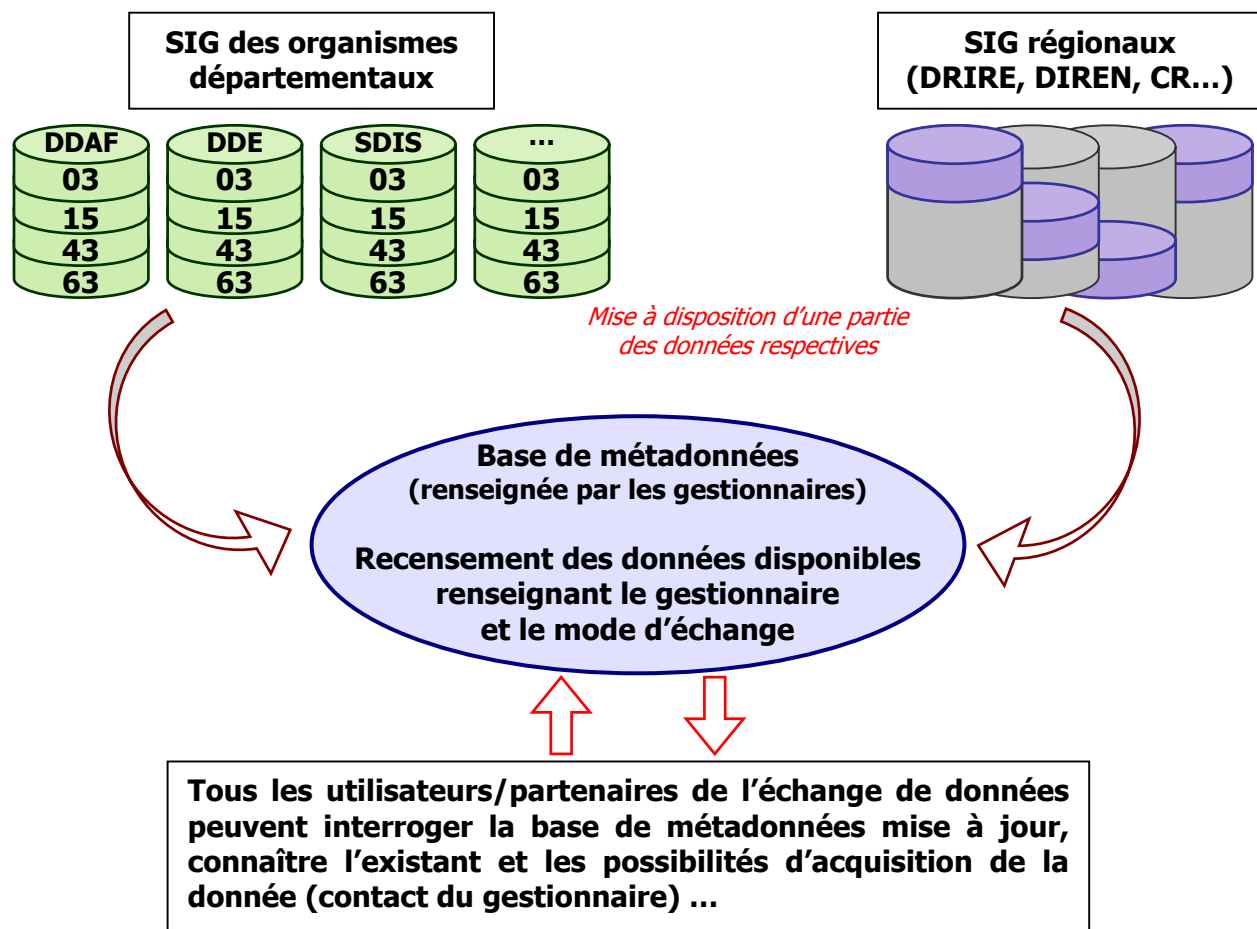 SIG des organismes
départementaux
SIG régionaux
(DRIRE, DIREN, CR…)
DDAF
03
15
43
63
DDE
03
15
43
63
SDIS
03
15
43
63
…
03
15
43
63
Mise à disposition d’une partie
des données respectives
Base de métadonnées
(renseignée par les gestionnaires)
Recensement des données disponibles
renseignant le gestionnaire
et le mode d’échange
Tous les utilisateurs/partenaires de l’échange de données
peuvent interroger la base de métadonnées mise à jour,
connaître l’existant et les possibilités d’acquisition de la
donnée (contact du gestionnaire) …